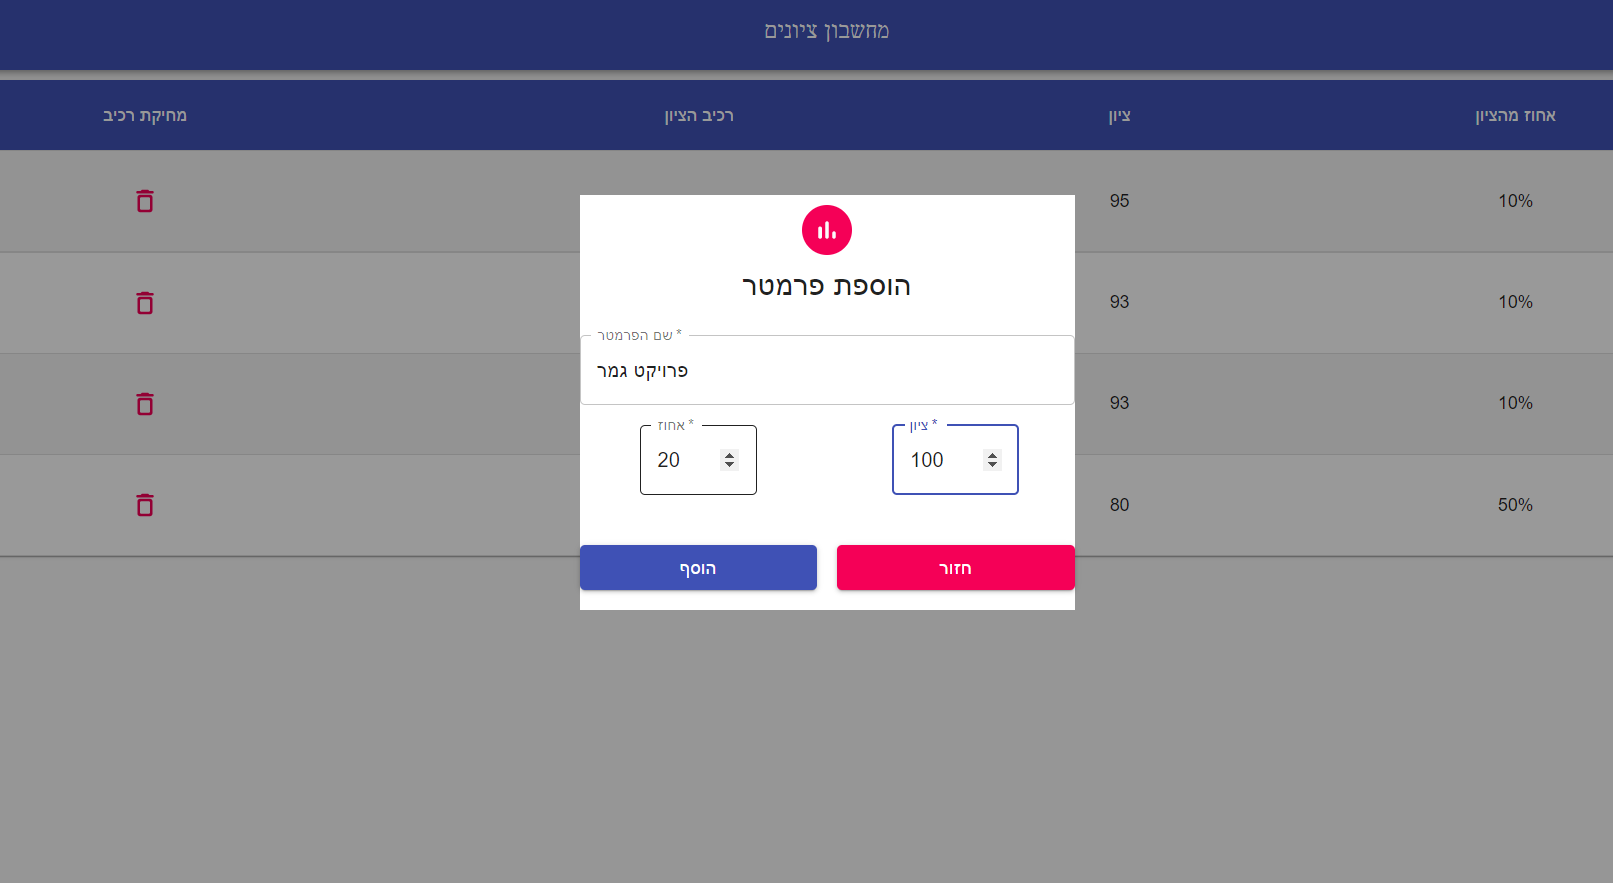 מחשבון ציונים
אחוז מהציון ציון רכיב הציון מחיקת רכיב
10% 95
10% 93
10% 93
50% 80
הוספת פרמטר
שם הפרמטר *
פרויקט גמר
ציון * אחוז *
100 20
חזור הוסף